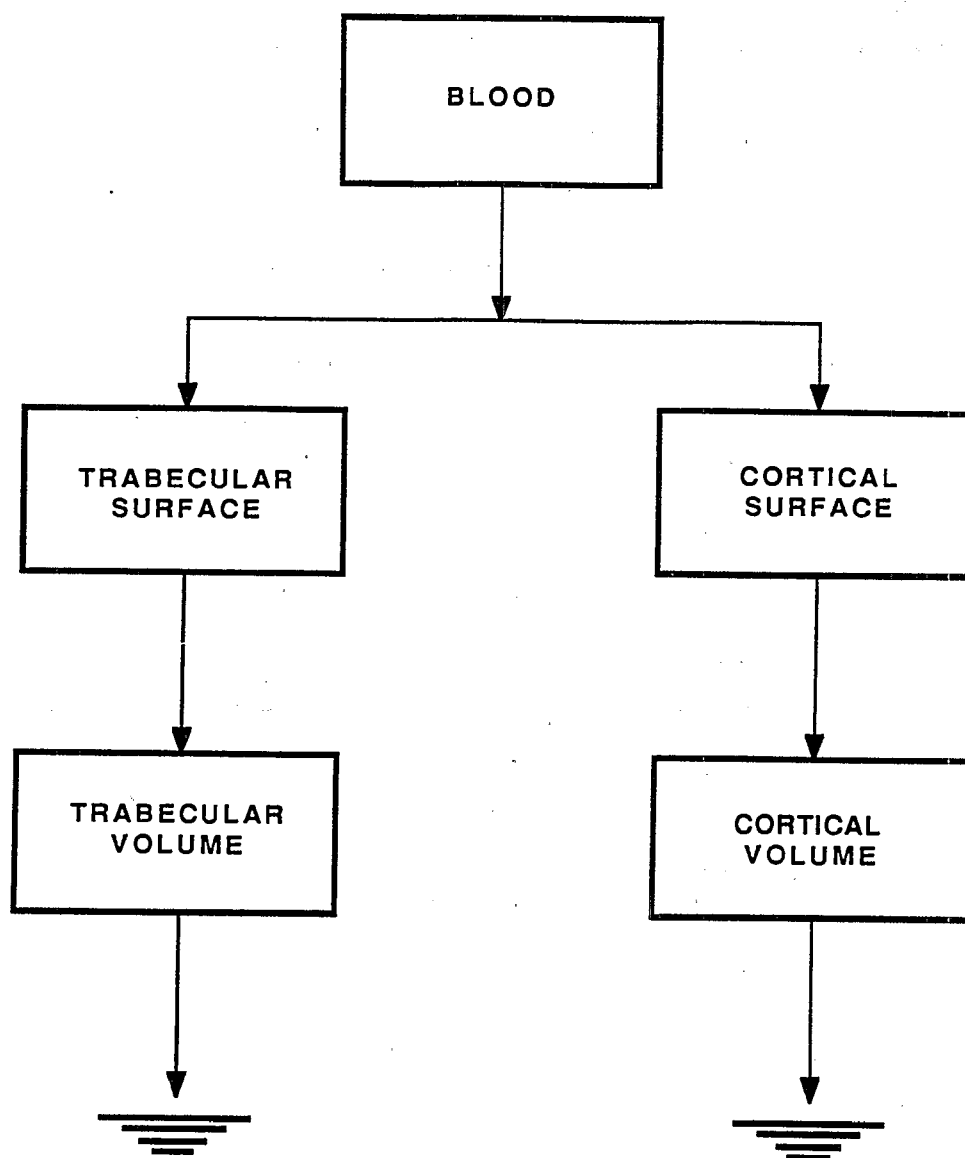 BLOOD
TRABECULAR
SURFACE
CORTICAL
SURFACE
TRABECULAR
VOLUME
CORTICAL
VOLUME